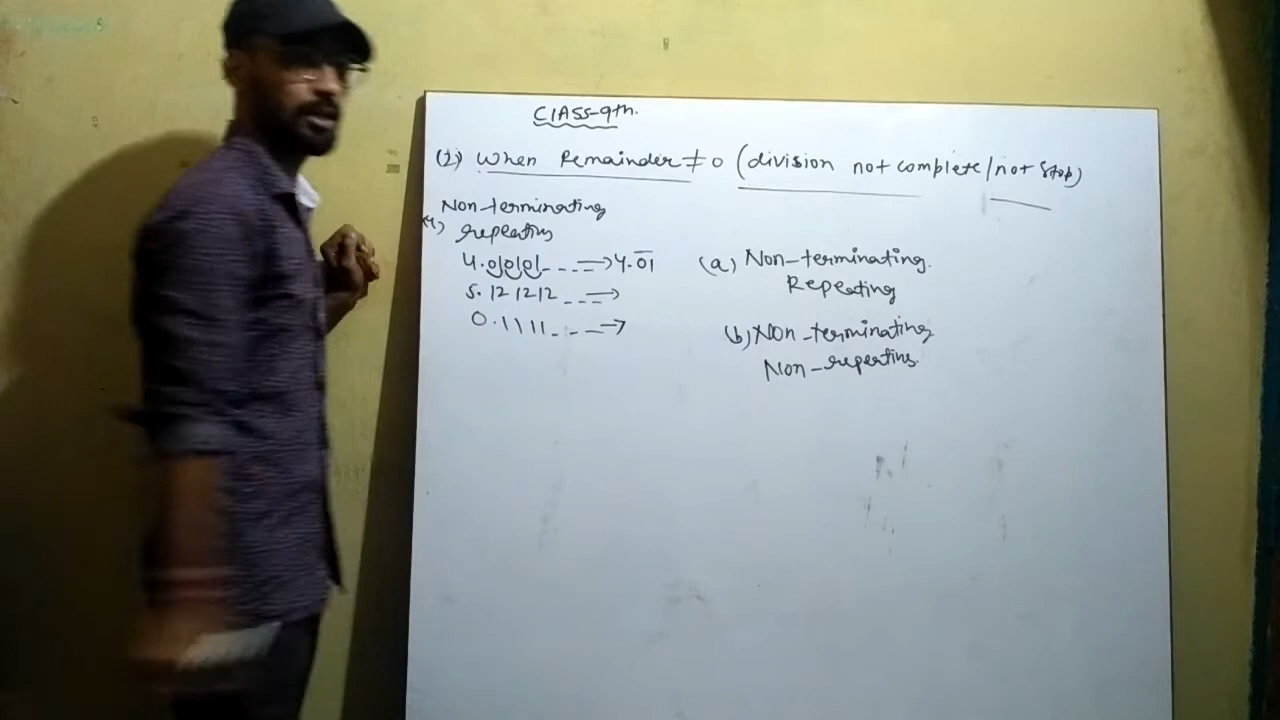 CLASS-9th.
(2) When Remainder ≠ 0 (division not complete/not stop)
Non-terminating
repeating
4.010101---→4.O̅1̅
5.121212---→
0.1111---→
(a) Non-terminating.
Repeating
(b) Non-terminating
Non-repeating.